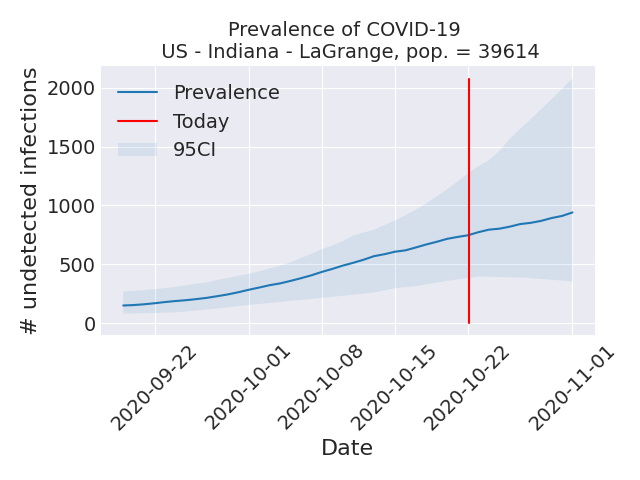 Prevalence of COVID-19
US - Indiana - LaGrange, pop. = 39614
# undetected infections
2000
1500
1000
500
0
Prevalence
Today
95CI
2020-09-22
2020-10-01
2020-10-08
2020-10-15
2020-10-22
2020-11-01
Date